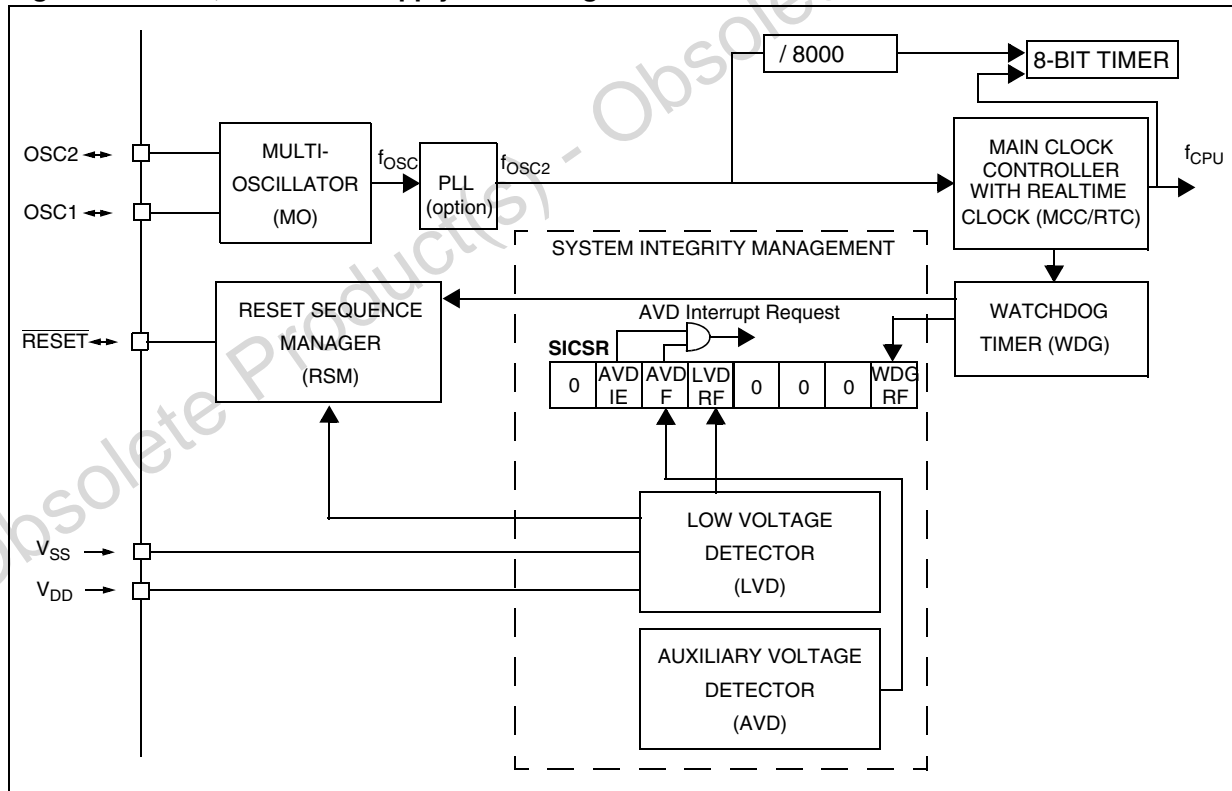 / 8000
8-BIT TIMER
OSC2
OSC1
MULTI-
OSCILLATOR
(MO)
fOSC
PLL
(option)
fOSC2
MAIN CLOCK
CONTROLLER
WITH REALTIME
CLOCK (MCC/RTC)
fCPU
SYSTEM INTEGRITY MANAGEMENT
RESET
RESET SEQUENCE
MANAGER
(RSM)
AVD Interrupt Request
WATCHDOG
TIMER (WDG)
SICSR
0 AVD IE AVD F LVD RF 0 0 0 WDG RF
LOW VOLTAGE
DETECTOR
(LVD)
VSS
VDD
AUXILIARY VOLTAGE
DETECTOR
(AVD)
Obsolete Product(s) - Obsolete